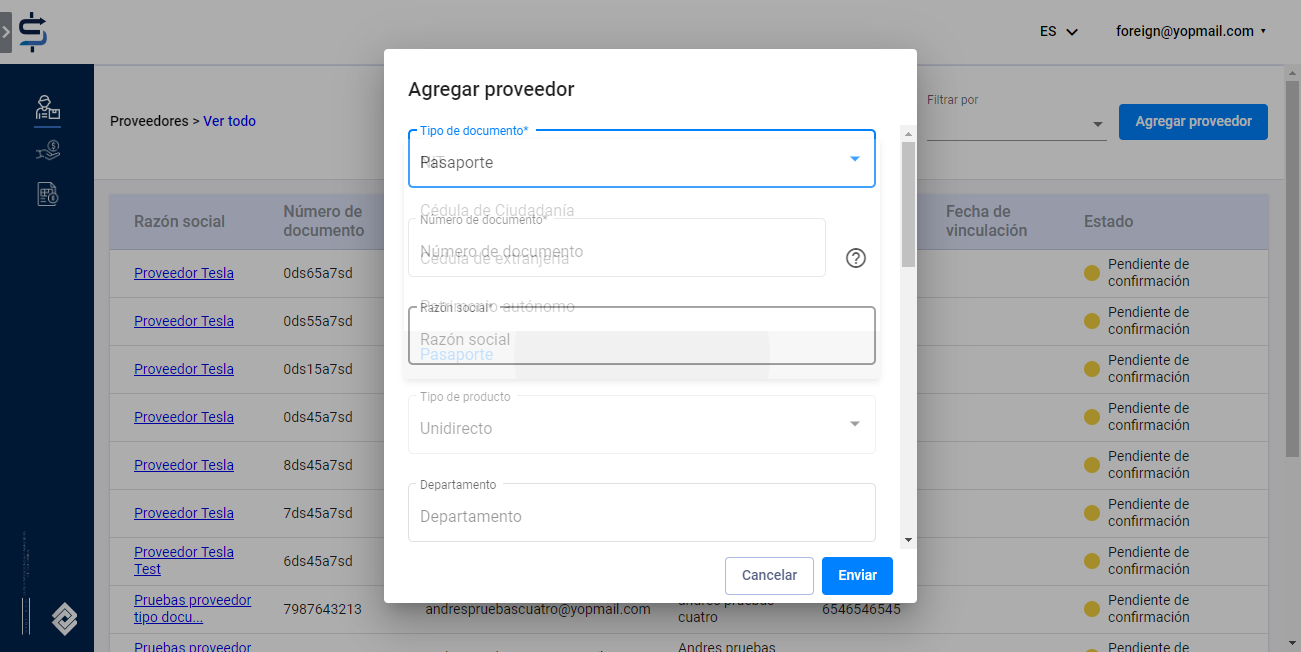 ES
foreign@yopmail.com
Agregar proveedor
Filtrar por
Proveedores > Ver todo
Agregar proveedor
Tipo de documento*
Pasaporte
Cédula de Ciudadanía
Número de documento*
Número de documento
Cédula de extranjería
Patrimonio autónomo
Razón social*
Razón social
Pasaporte
Tipo de producto
Unidirecto
Departamento
Departamento
Cancelar
Enviar
Razón social
Número de documento
Fecha de vinculación
Estado
Proveedor Tesla
0ds65a7sd
Pendiente de confirmación
Proveedor Tesla
0ds55a7sd
Pendiente de confirmación
Proveedor Tesla
0ds15a7sd
Pendiente de confirmación
Proveedor Tesla
0ds45a7sd
Pendiente de confirmación
Proveedor Tesla
8ds45a7sd
Pendiente de confirmación
Proveedor Tesla
7ds45a7sd
Pendiente de confirmación
Proveedor Tesla Test
6ds45a7sd
Pendiente de confirmación
Pruebas proveedor tipo docu...
7987643213
andrespruebascuatro@yopmail.com
andres pruebas cuatro
6546546545
Pendiente de confirmación
Pruebas proveedor
Andres pruebas
Pendiente de